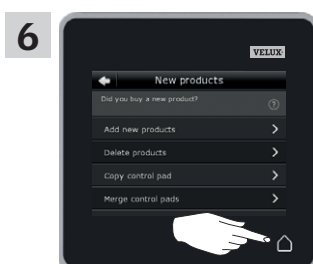 6
VELUX
New products
Did you buy a new product?
?
Add new products
Delete products
Copy control pad
Merge control pads